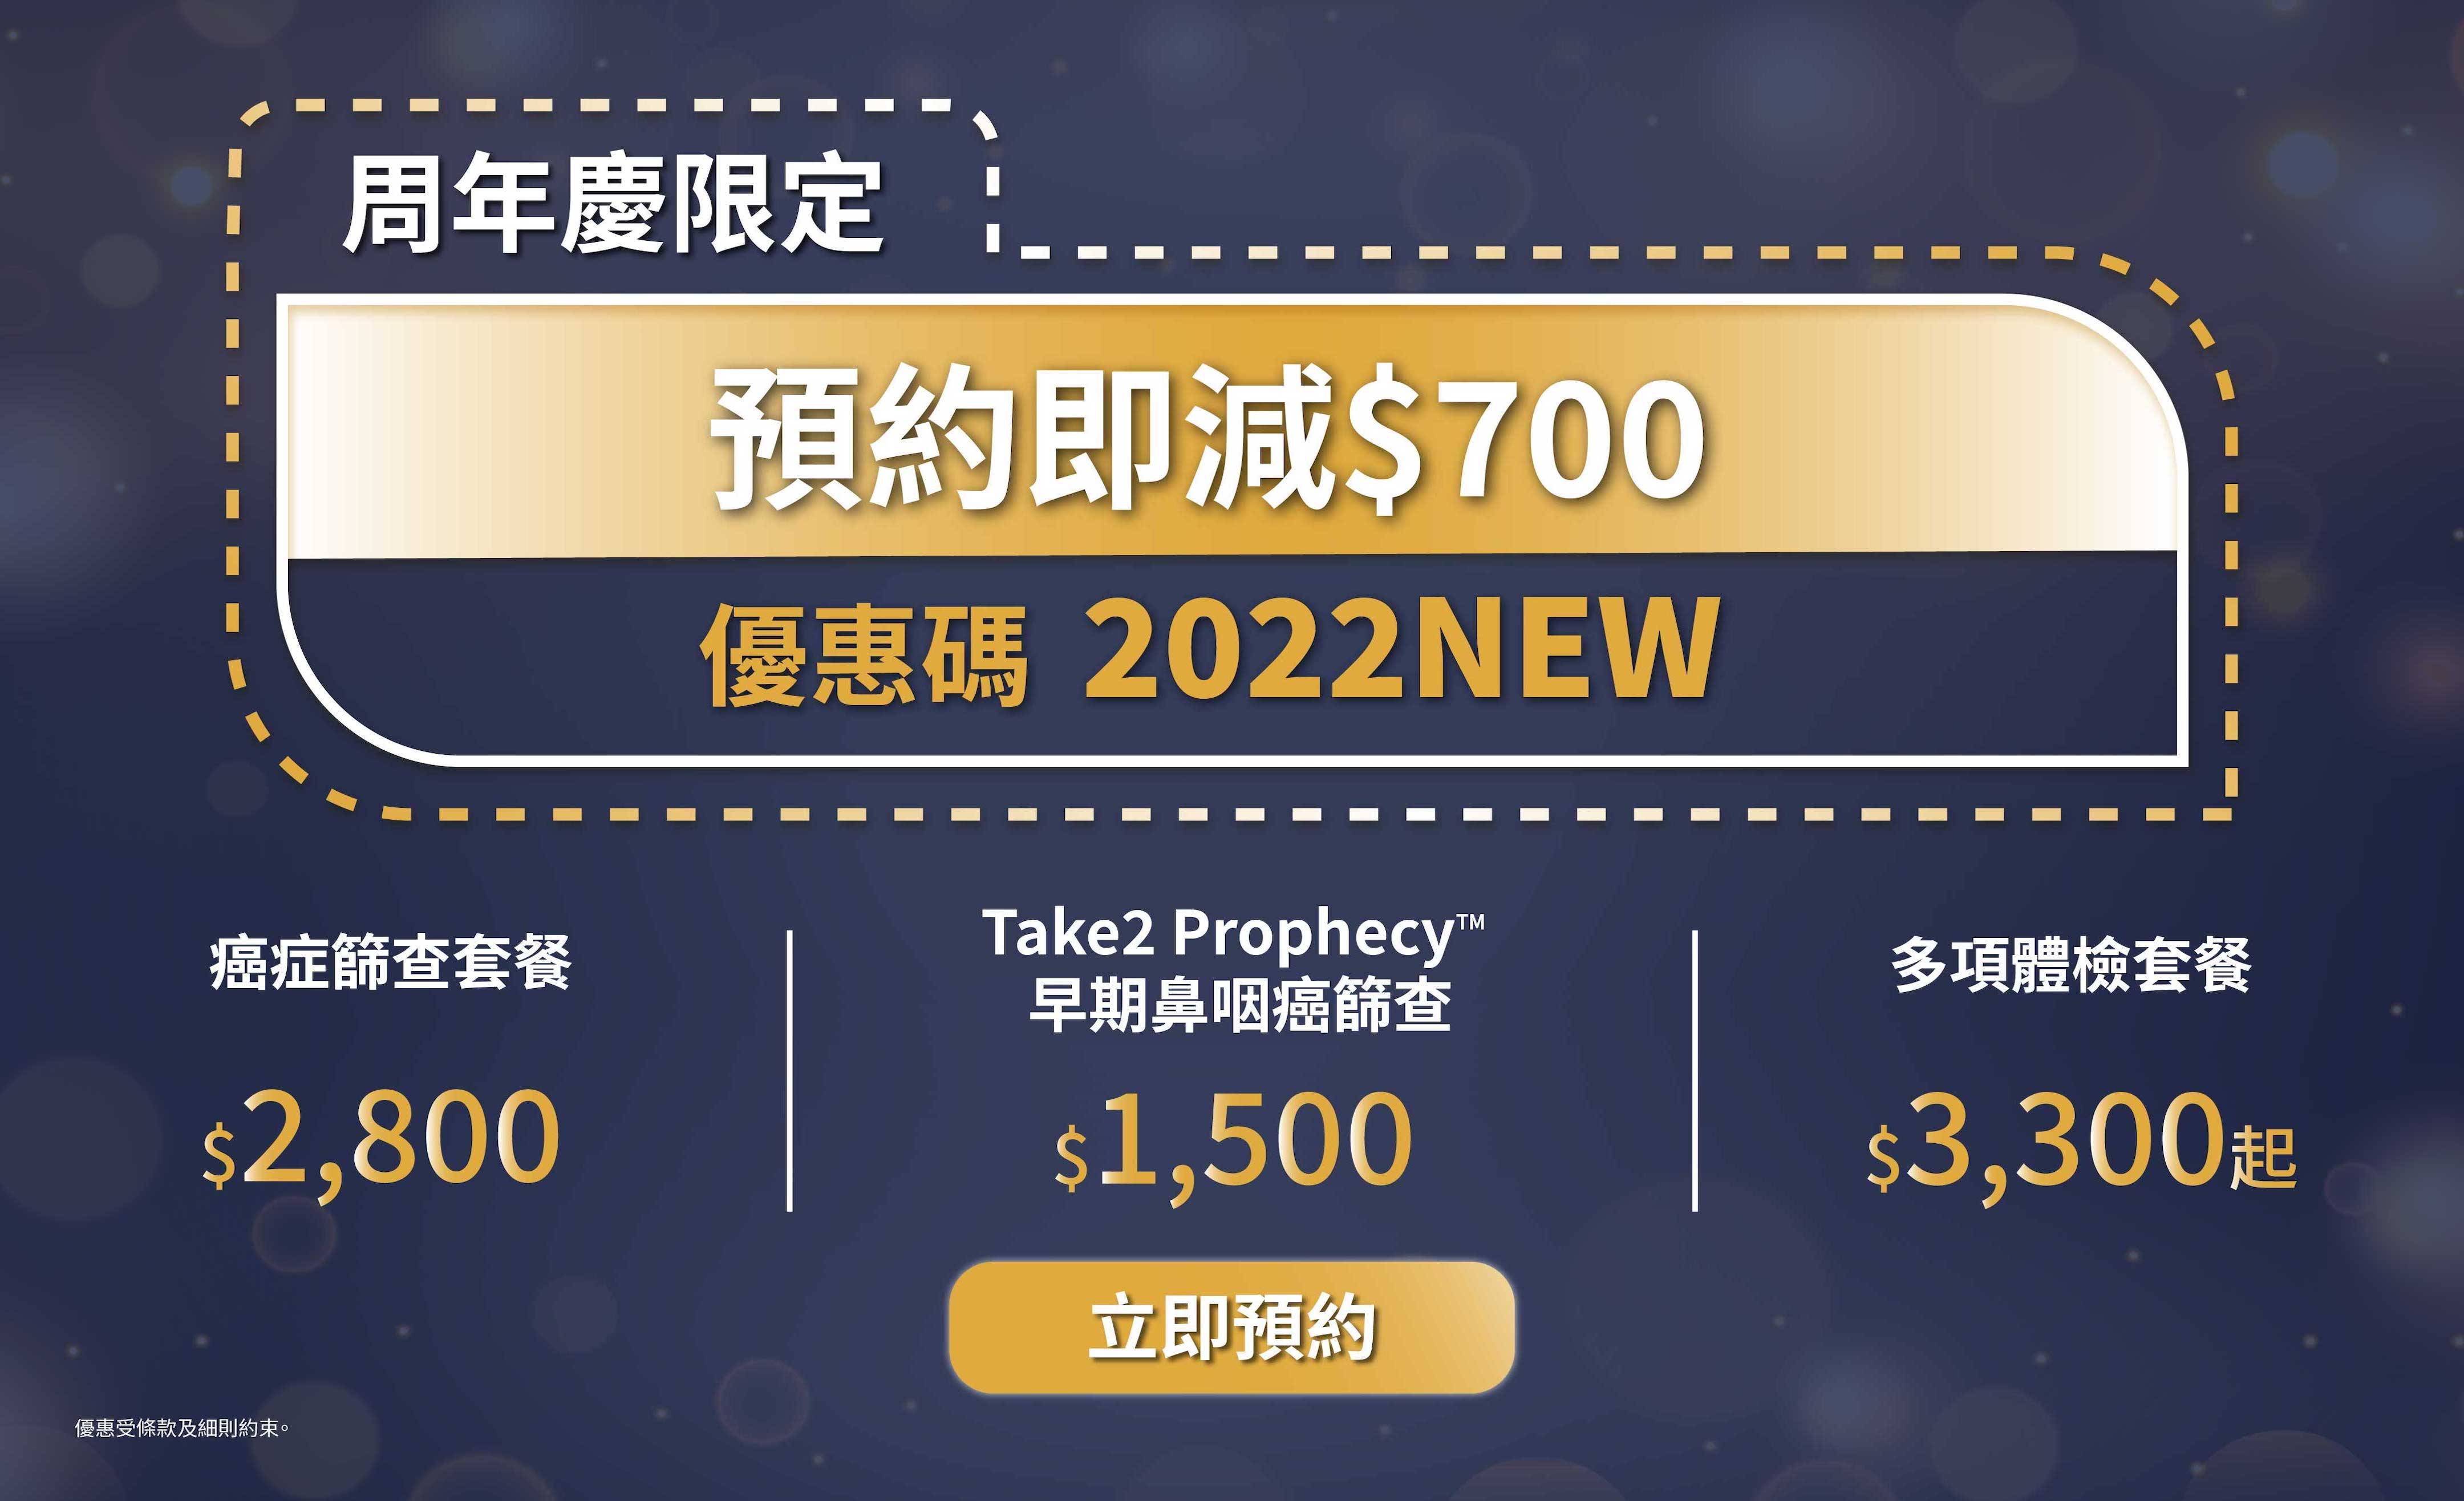 周年慶限定
預約即減$700
優惠碼 2022NEW
癌症篩查套餐
$2,800
Take2 Prophecy™
早期鼻咽癌篩查
$1,500
多項體檢套餐
$3,300起
立即預約
優惠受條款及細則約束。